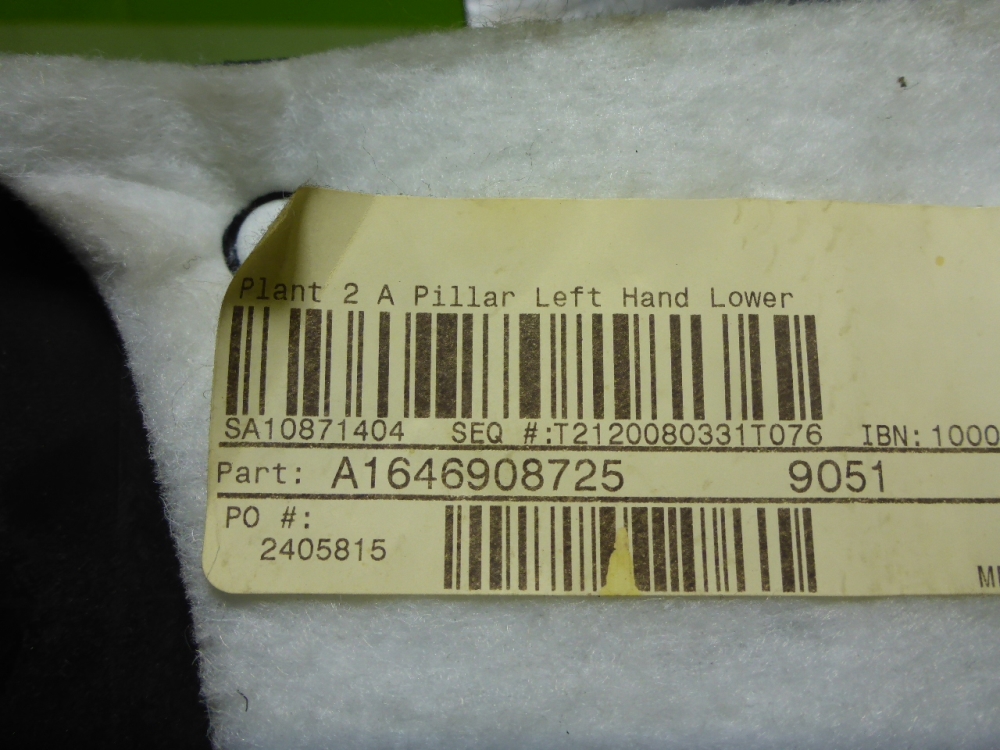 Plant 2 A Pillar Left Hand Lower
SA10871404 SEQ #:T2120080331T076 IBN: 1000
Part: A1646908725 9051
PO #:
2405815